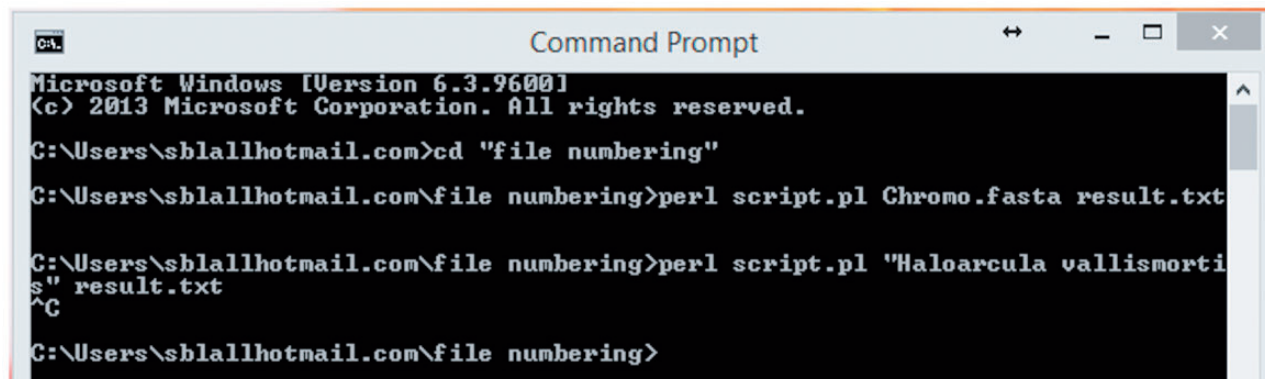 C:\.
Command Prompt
Microsoft Windows [Version 6.3.9600]
(c) 2013 Microsoft Corporation. All rights reserved.
C:\Users\sblallhotmail.com>cd "file numbering"
C:\Users\sblallhotmail.com\file numbering>perl script.pl Chromo.fasta result.txt
C:\Users\sblallhotmail.com\file numbering>perl script.pl "Haloarcula vallismorti
s" result.txt
^C
C:\Users\sblallhotmail.com\file numbering>